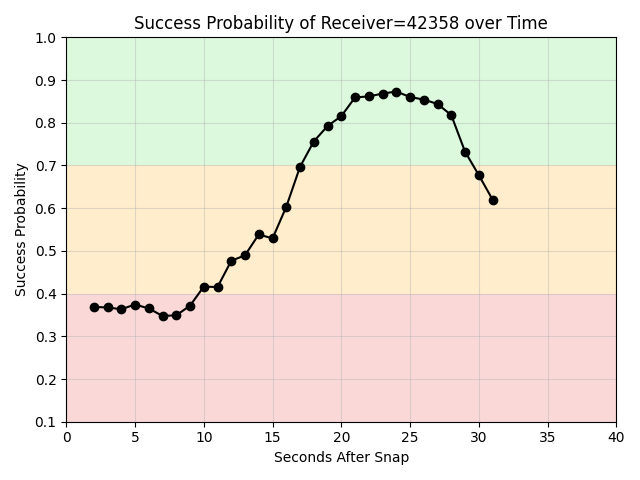 Success Probability of Receiver=42358 over Time
1.0
0.9
0.8
0.7
0.6
0.5
0.4
0.3
0.2
0.1
Success Probability
0 5 10 15 20 25 30 35 40
Seconds After Snap